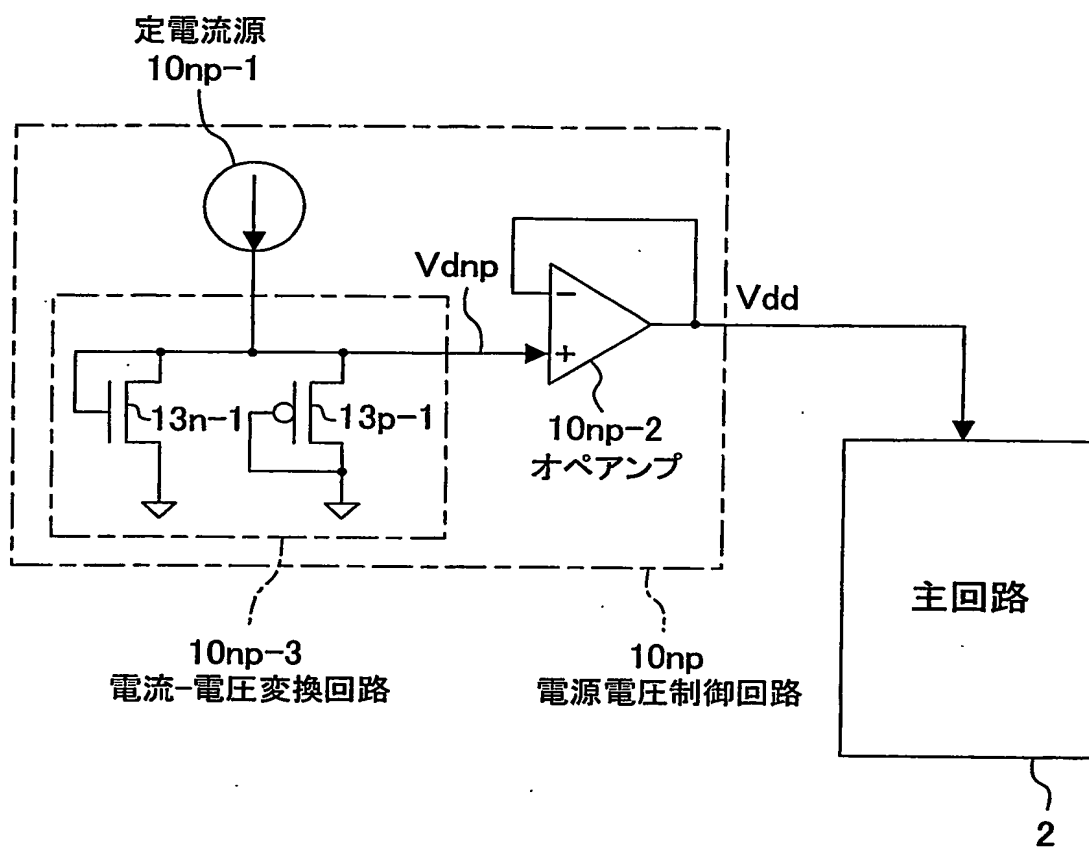 定電流源
10np-1
Vdnp
Vdd
−
+
13n-1
13p-1
10np-2
オペアンプ
主回路
10np-3
電流-電圧変換回路
10np
電源電圧制御回路
2